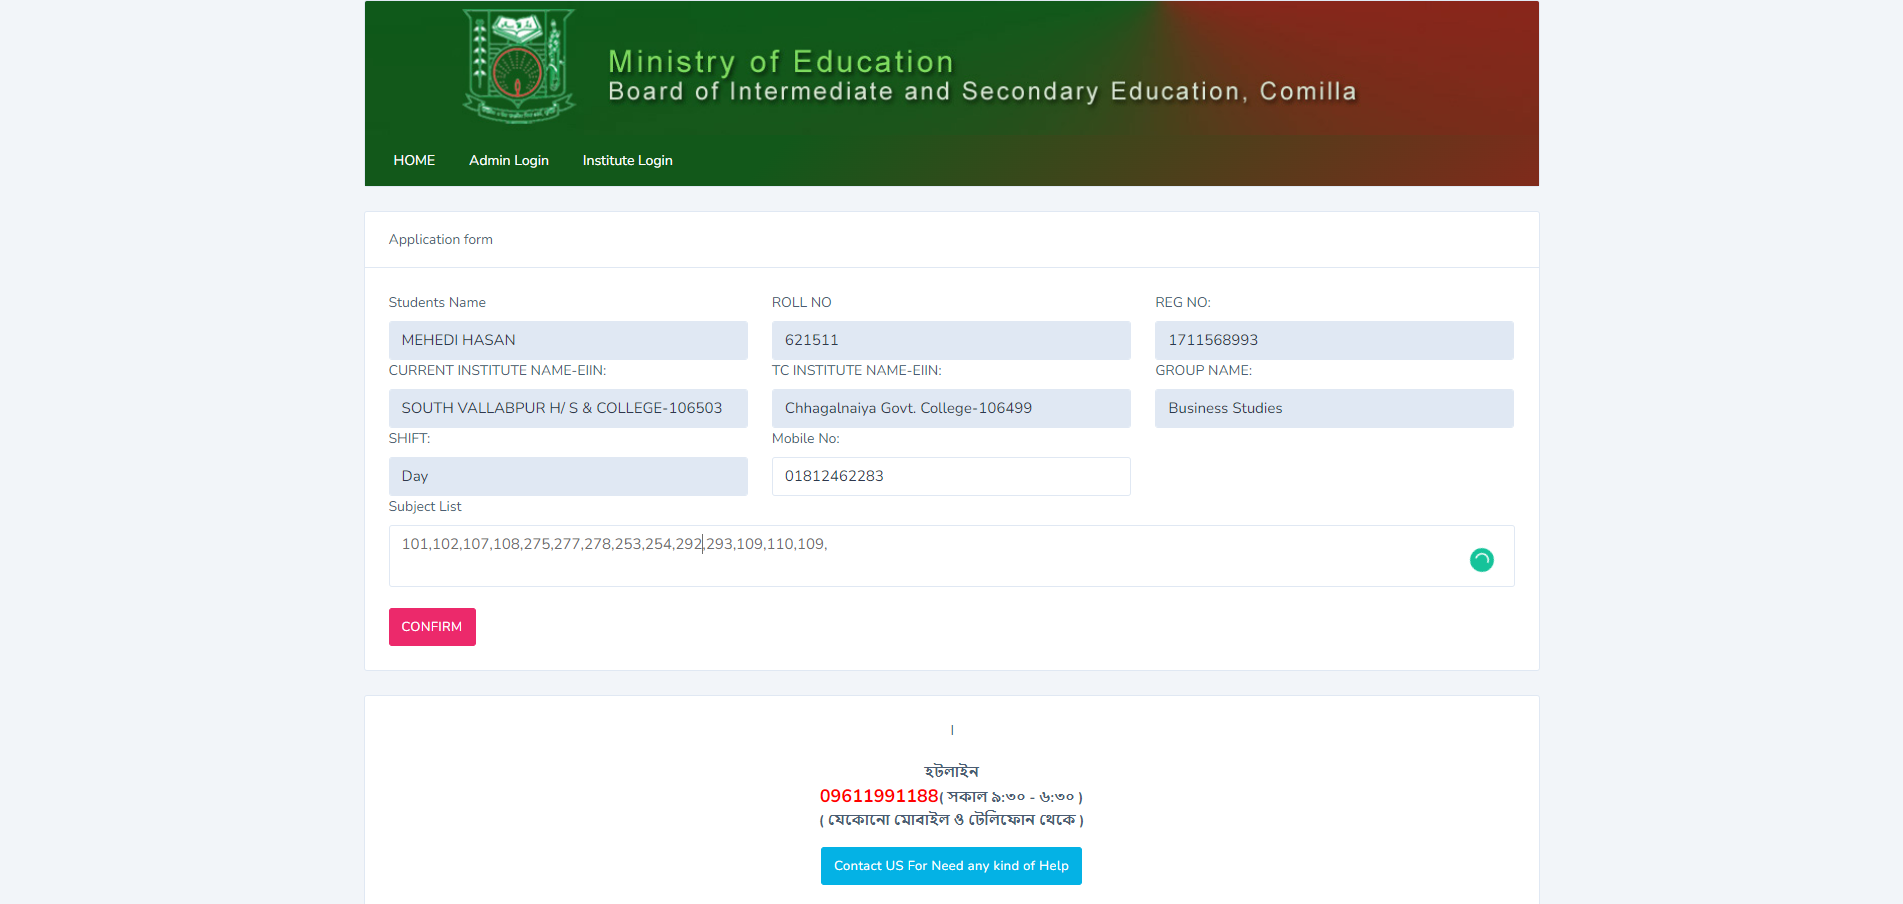 Ministry of Education
Board of Intermediate and Secondary Education, Comilla
HOME Admin Login Institute Login
Application form
Students Name ROLL NO REG NO:
MEHEDI HASAN 621511 1711568993
CURRENT INSTITUTE NAME-EIIN: TC INSTITUTE NAME-EIIN: GROUP NAME:
SOUTH VALLABPUR H/ S & COLLEGE-106503 Chhagalnaiya Govt. College-106499 Business Studies
SHIFT: Mobile No:
Day 01812462283
Subject List
101,102,107,108,275,277,278,253,254,292,293,109,110,109,
CONFIRM
|
হটলাইন
09611991188( সকাল ৯:৩০ - ৬:৩০ )
( যেকোনো মোবাইল ও টেলিফোন থেকে )
Contact US For Need any kind of Help